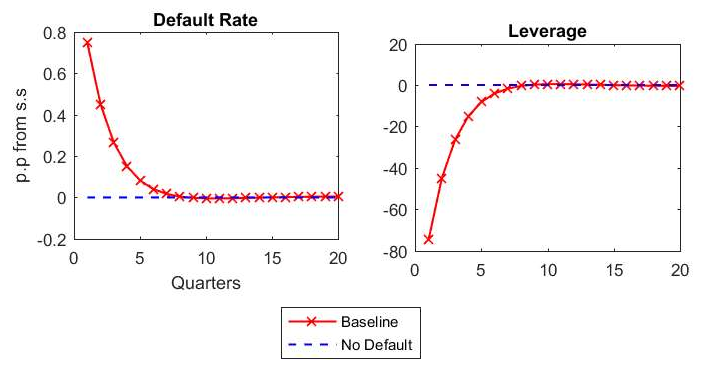 Default Rate
0.8
0.6
0.4
0.2
0
-0.2
p.p from s.s
0 5 10 15 20
Quarters
Leverage
20
0
-20
-40
-60
-80
0 5 10 15 20
Baseline
No Default